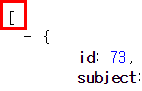 [
- {
id: 73,
subject: